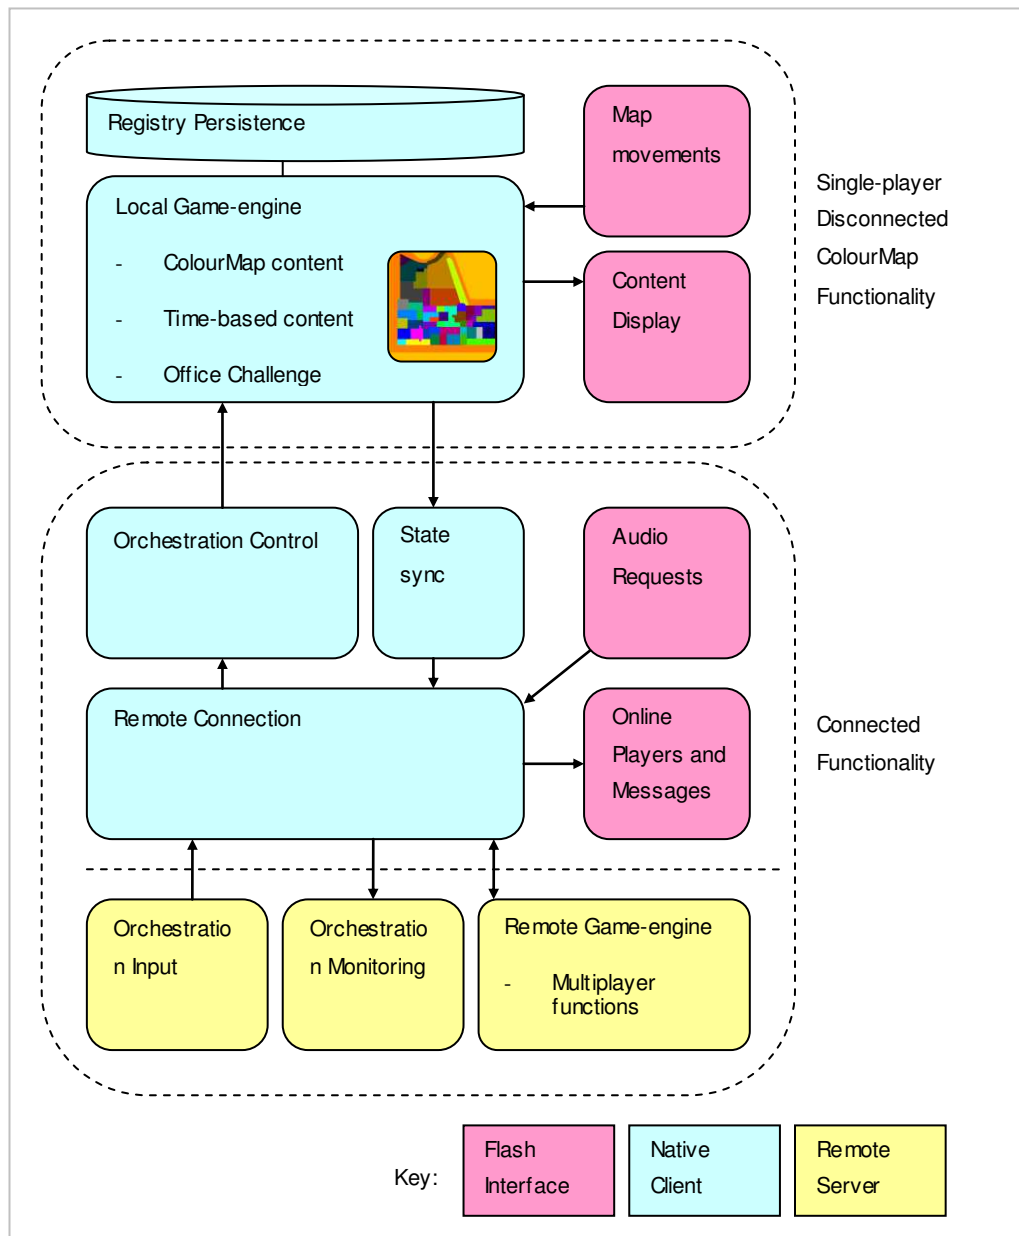 Registry Persistence
Map
movements
Local Game-engine
- ColourMap content
- Time-based content
- Office Challenge
Content
Display
Single-player
Disconnected
ColourMap
Functionality
Orchestration Control
State
sync
Audio
Requests
Remote Connection
Online
Players and
Messages
Connected
Functionality
Orchestratio
n Input
Orchestratio
n Monitoring
Remote Game-engine
- Multiplayer
functions
Key:
Flash
Interface
Native
Client
Remote
Server